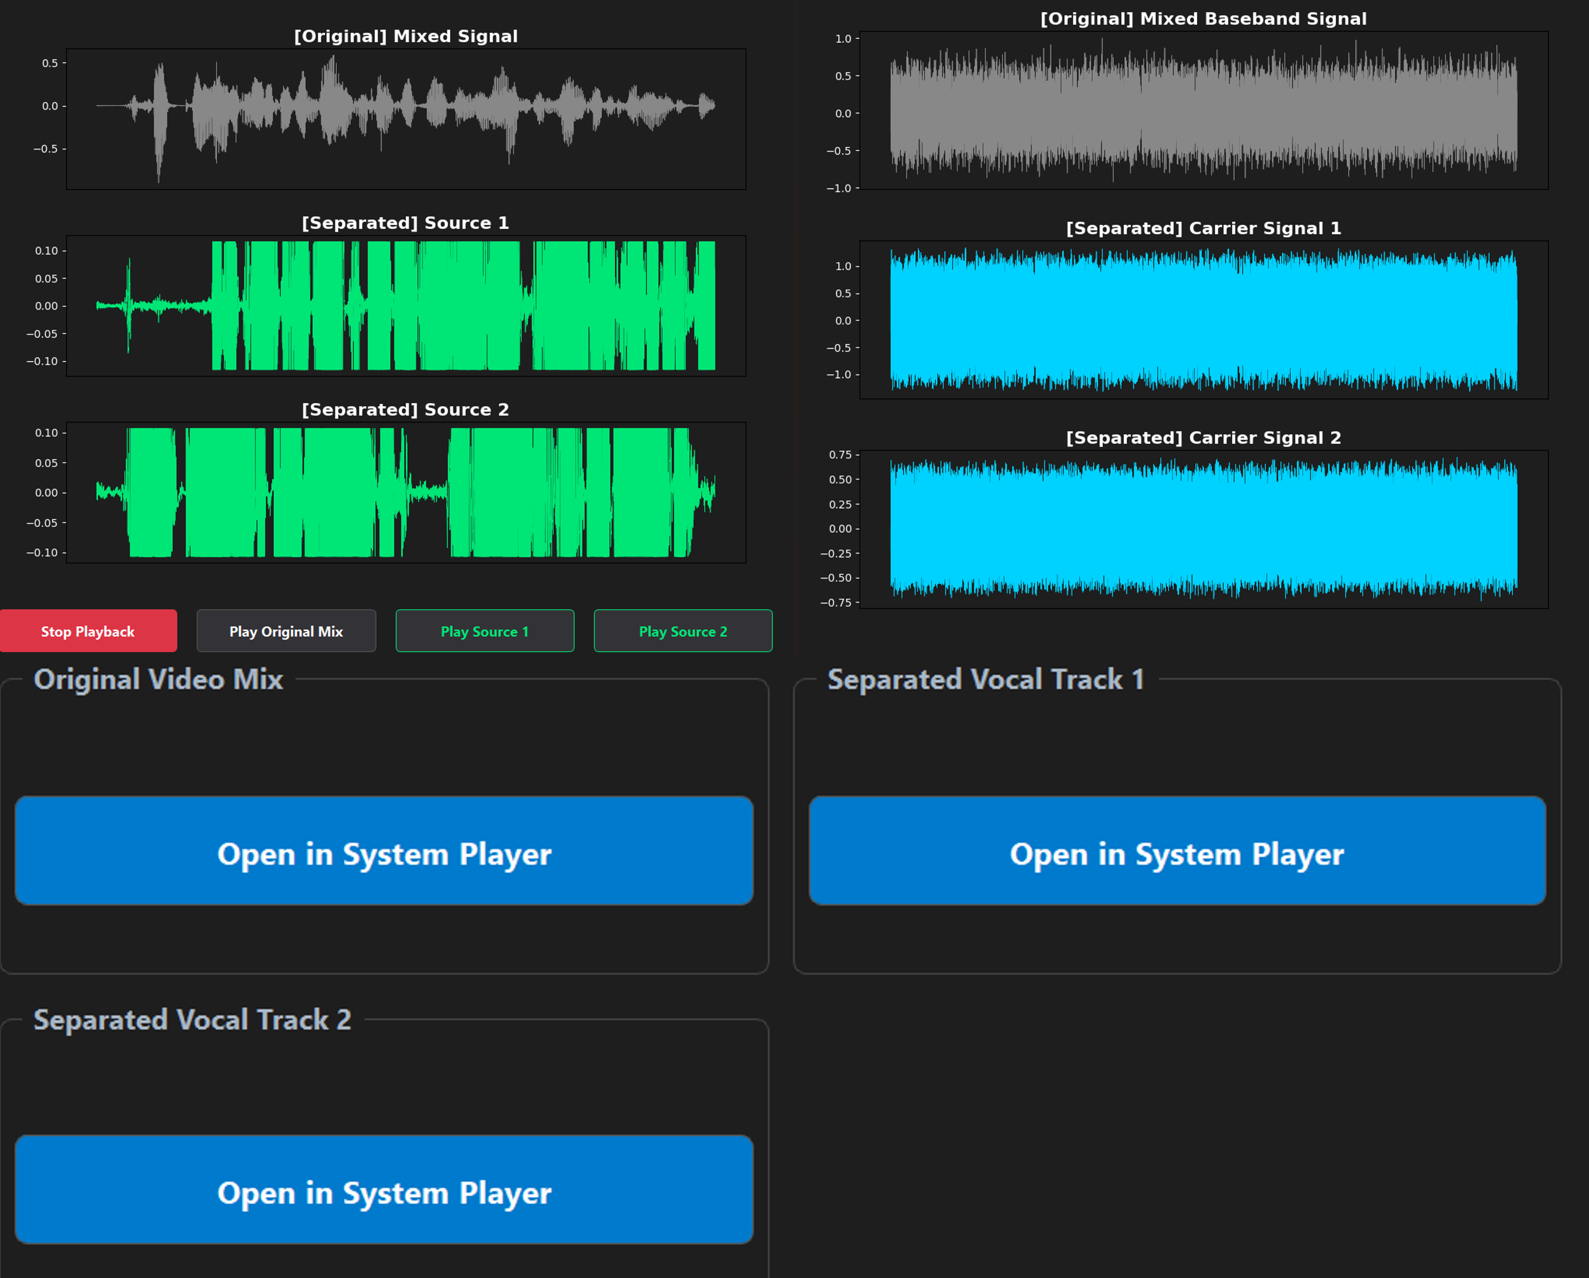 [Original] Mixed Signal
0.5
0.0
−0.5
[Separated] Source 1
0.10
0.05
0.00
−0.05
−0.10
[Separated] Source 2
0.10
0.05
0.00
−0.05
−0.10
Stop Playback
Play Original Mix
Play Source 1
Play Source 2
[Original] Mixed Baseband Signal
1.0
0.5
0.0
−0.5
−1.0
[Separated] Carrier Signal 1
1.0
0.5
0.0
−0.5
−1.0
[Separated] Carrier Signal 2
0.75
0.50
0.25
0.00
−0.25
−0.50
−0.75
Original Video Mix
Open in System Player
Separated Vocal Track 1
Open in System Player
Separated Vocal Track 2
Open in System Player